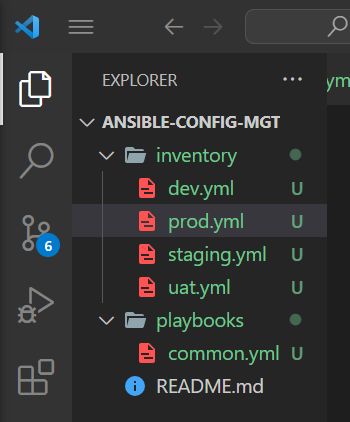 EXPLORER ...
ym
ANSIBLE-CONFIG-MGT
inventory
dev.yml U
prod.yml U
staging.yml U
6
uat.yml U
playbooks
common.yml U
README.md